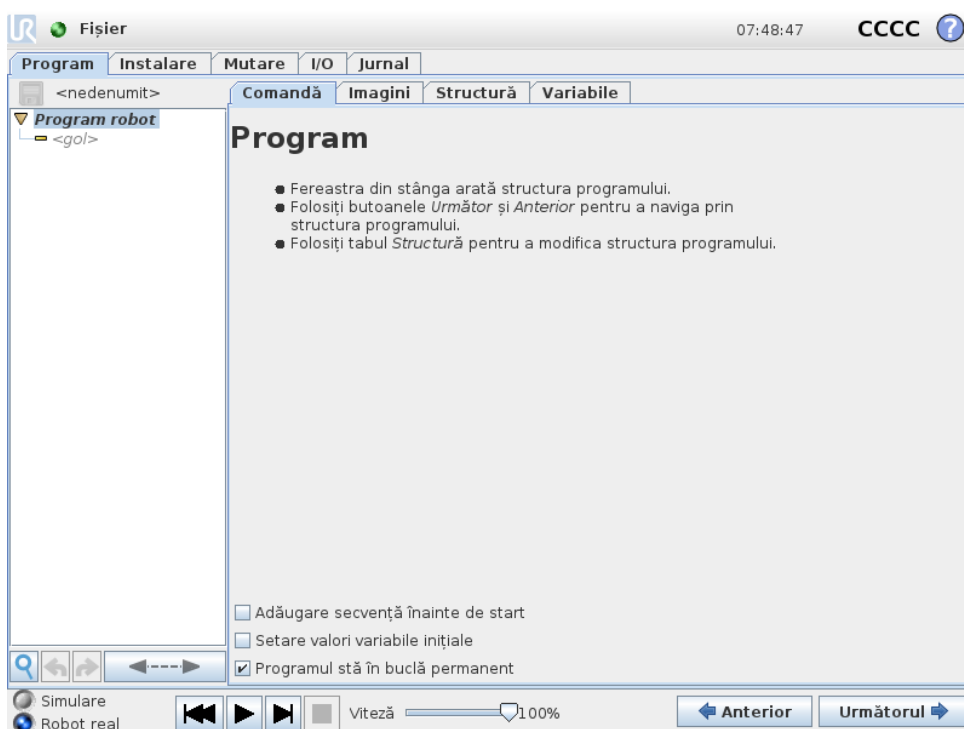 UR Fișier 07:48:47 CCCC ?
Program Instalare Mutare I/O Jurnal
<nedenumit> Comandă Imagini Structură Variabile
Program robot
<gol>
Program
Fereastra din stânga arată structura programului.
Folosiți butoanele Următor și Anterior pentru a naviga prin
structura programului.
Folosiți tabul Structură pentru a modifica structura programului.
Adăugare secvență înainte de start
Setare valori variabile inițiale
Programul stă în buclă permanent
Simulare
Robot real
Viteză 100% Anterior Următorul